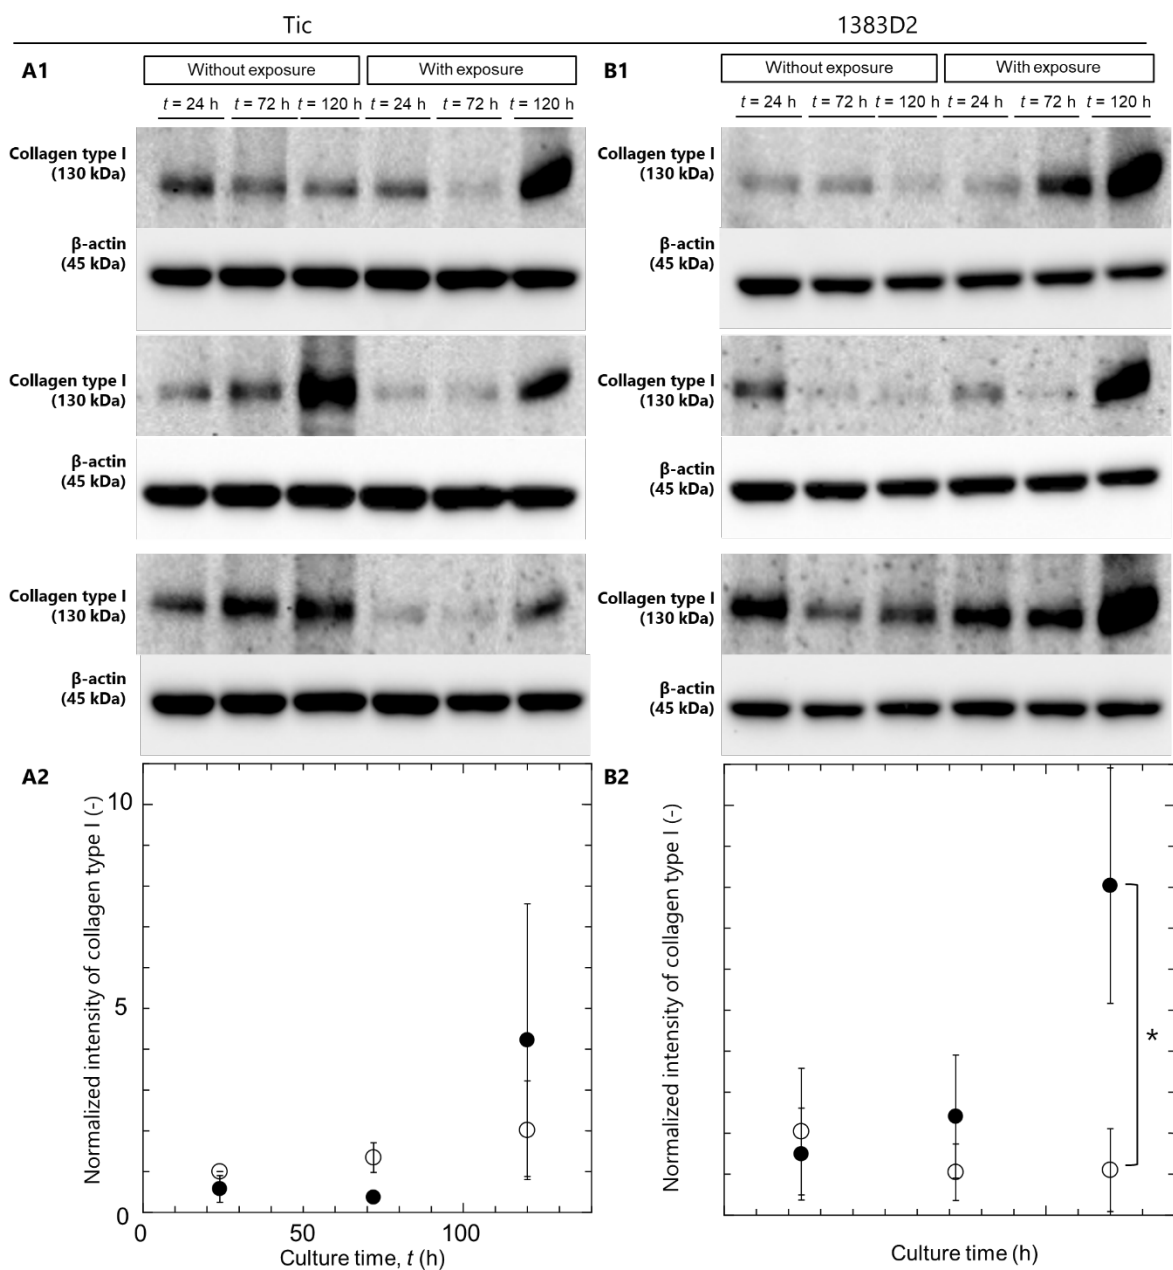 Tic
1383D2
A1
Without exposure
With exposure
t = 24 h
t = 72 h
t = 120 h
t = 24 h
t = 72 h
t = 120 h
Collagen type I
(130 kDa)
β-actin
(45 kDa)
Collagen type I
(130 kDa)
β-actin
(45 kDa)
Collagen type I
(130 kDa)
β-actin
(45 kDa)
B1
Without exposure
With exposure
t = 24 h
t = 72 h
t = 120 h
t = 24 h
t = 72 h
t = 120 h
Collagen type I
(130 kDa)
β-actin
(45 kDa)
Collagen type I
(130 kDa)
β-actin
(45 kDa)
Collagen type I
(130 kDa)
β-actin
(45 kDa)
A2
Normalized intensity of collagen type I (-)
10
5
0
0
50
100
Culture time, t (h)
B2
Normalized intensity of collagen type I (-)
*
Culture time (h)